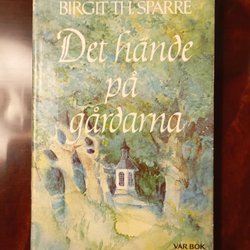 BIRGIT TH. SPARRE
Det hände
på
gårdarna
VÅR BOK